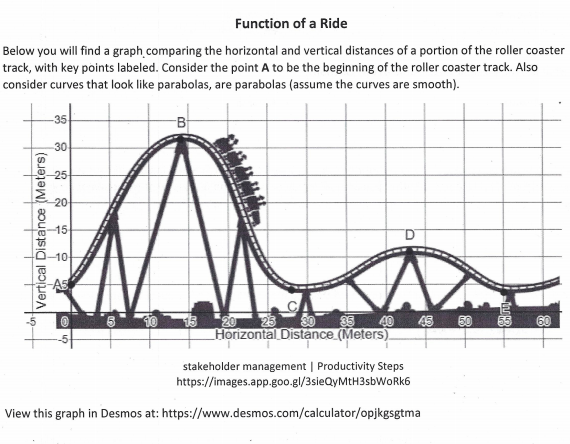 Function of a Ride
Below you will find a graph comparing the horizontal and vertical distances of a portion of the roller coaster
track, with key points labeled. Consider the point A to be the beginning of the roller coaster track. Also
consider curves that look like parabolas, are parabolas (assume the curves are smooth).
35
B
30
25
20
15
D
10
A 5
C
E
-5 0 5 10 15 20 25 30 35 40 45 50 55 60
-5
Vertical Distance (Meters)
Horizontal Distance (Meters)
stakeholder management | Productivity Steps
https://images.app.goo.gl/3sieQyMtH3sbWoRk6
View this graph in Desmos at: https://www.desmos.com/calculator/opjkgsgtma